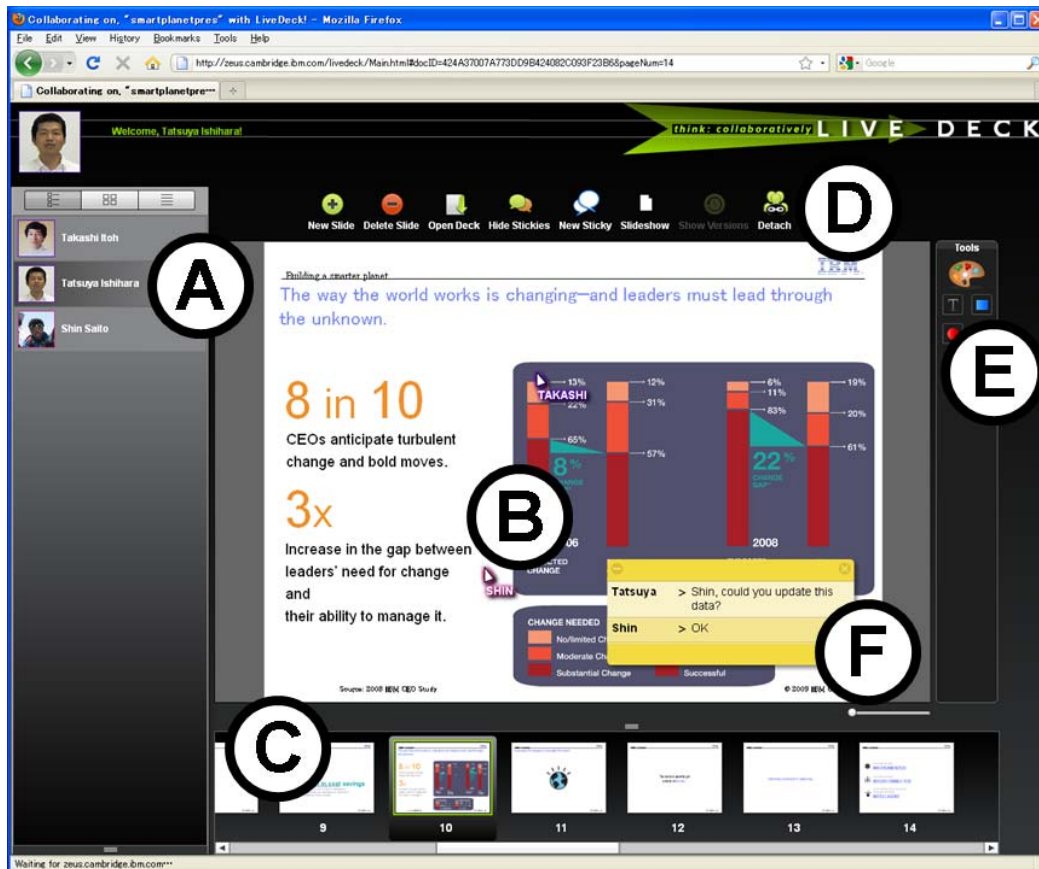 Collaborating on, "smartplanetpres" with LiveDeck! - Mozilla Firefox
File Edit View History Bookmarks Tools Help
http://zeus.cambridge.ibm.com/livedeck/Main.html#docID=424A37007A773DD9B424082C093F23B6&pageNum=14
Google
Collaborating on, "smartplanetpre…
Welcome, Tatsuya Ishihara!
think: collaboratively LIVE DECK
New Slide Delete Slide Open Deck Hide Stickies New Sticky Slideshow Show Versions Detach
D
Takashi Itoh
Tatsuya Ishihara
Shin Saito
A
Tools
T
E
Building a smarter planet
IBM
The way the world works is changing—and leaders must lead through
the unknown.
8 in 10
CEOs anticipate turbulent
change and bold moves.
3x
Increase in the gap between
leaders' need for change
and
their ability to manage it.
TAKASHI
13% 12% 6% 19%
22% 31% 11% 20%
65% 57% 83% 61%
8% 22%
CHANGE
GAP
B
2008
CHANGE
SHIN
Tatsuya > Shin, could you update this
data?
Shin > OK
F
CHANGE NEEDED
No/limited
Moderate
Substantial Change Successful
Source: 2008 IBM CEO Study
© 2009 IBM
C
9 10 11 12 13 14
Waiting for zeus.cambridge.ibm.com…